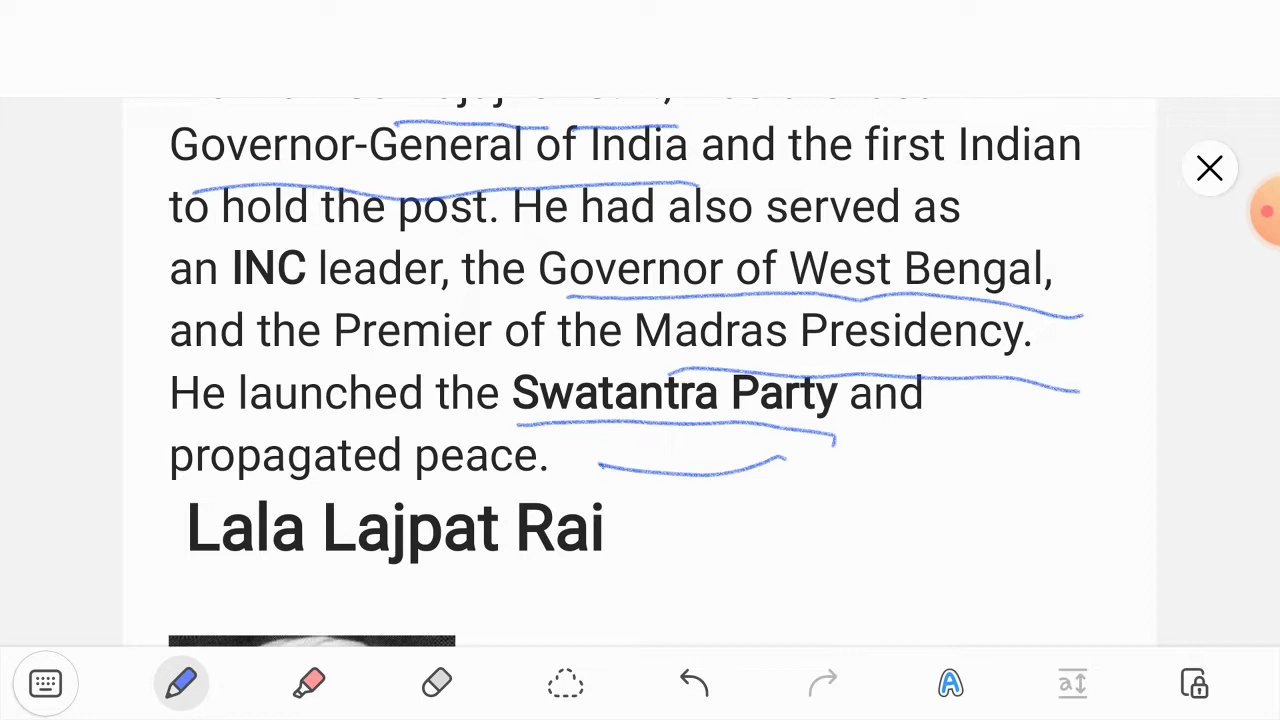 Governor-General of India and the first Indian
to hold the post. He had also served as
an INC leader, the Governor of West Bengal,
and the Premier of the Madras Presidency.
He launched the Swatantra Party and
propagated peace.
Lala Lajpat Rai